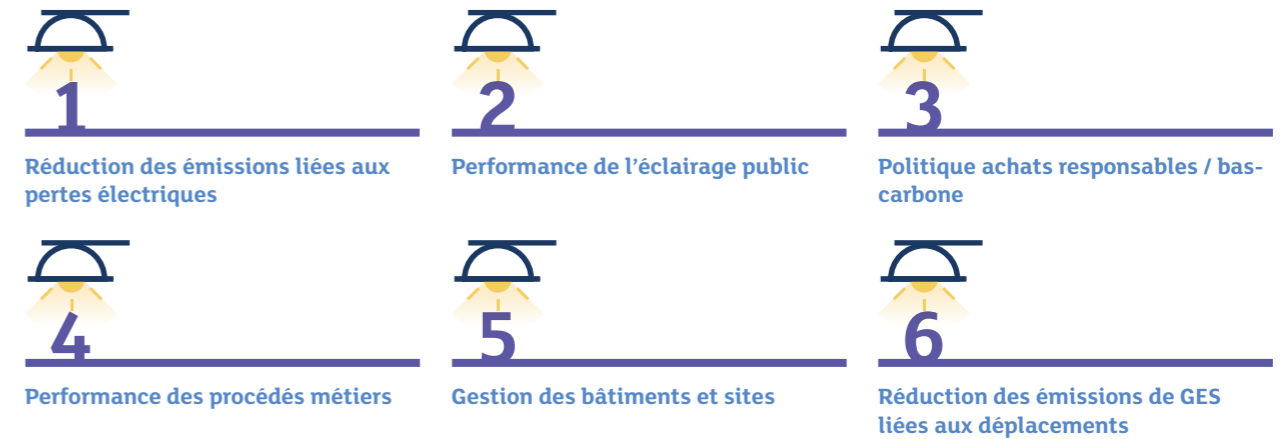 1
Réduction des émissions liées aux
pertes électriques
2
Performance de l’éclairage public
3
Politique achats responsables / bas-
carbone
4
Performance des procédés métiers
5
Gestion des bâtiments et sites
6
Réduction des émissions de GES
liées aux déplacements